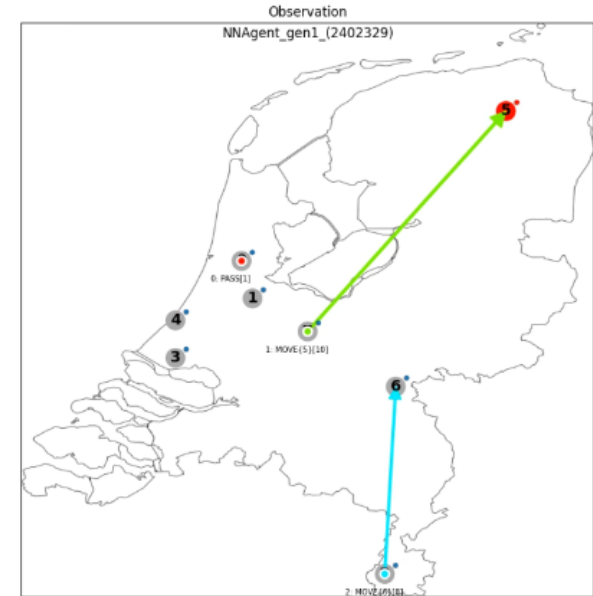 Observation
NNAgent_gen1_(2402329)
5
0: PASS[1]
1
4
1: MOVE{5}[10]
3
6